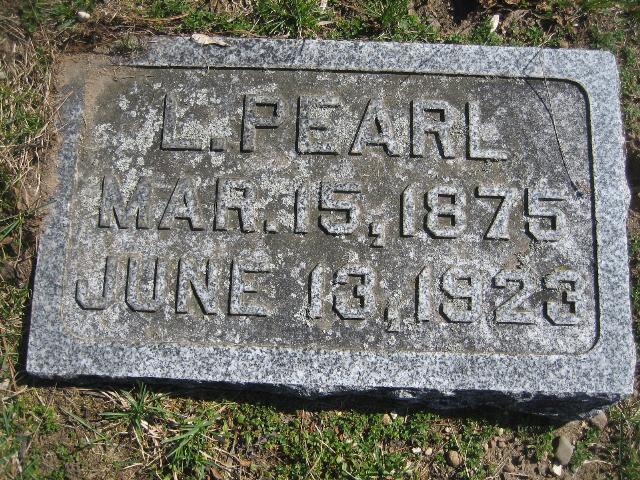 L. PEARL
MAR. 15, 1875
JUNE 13, 1923